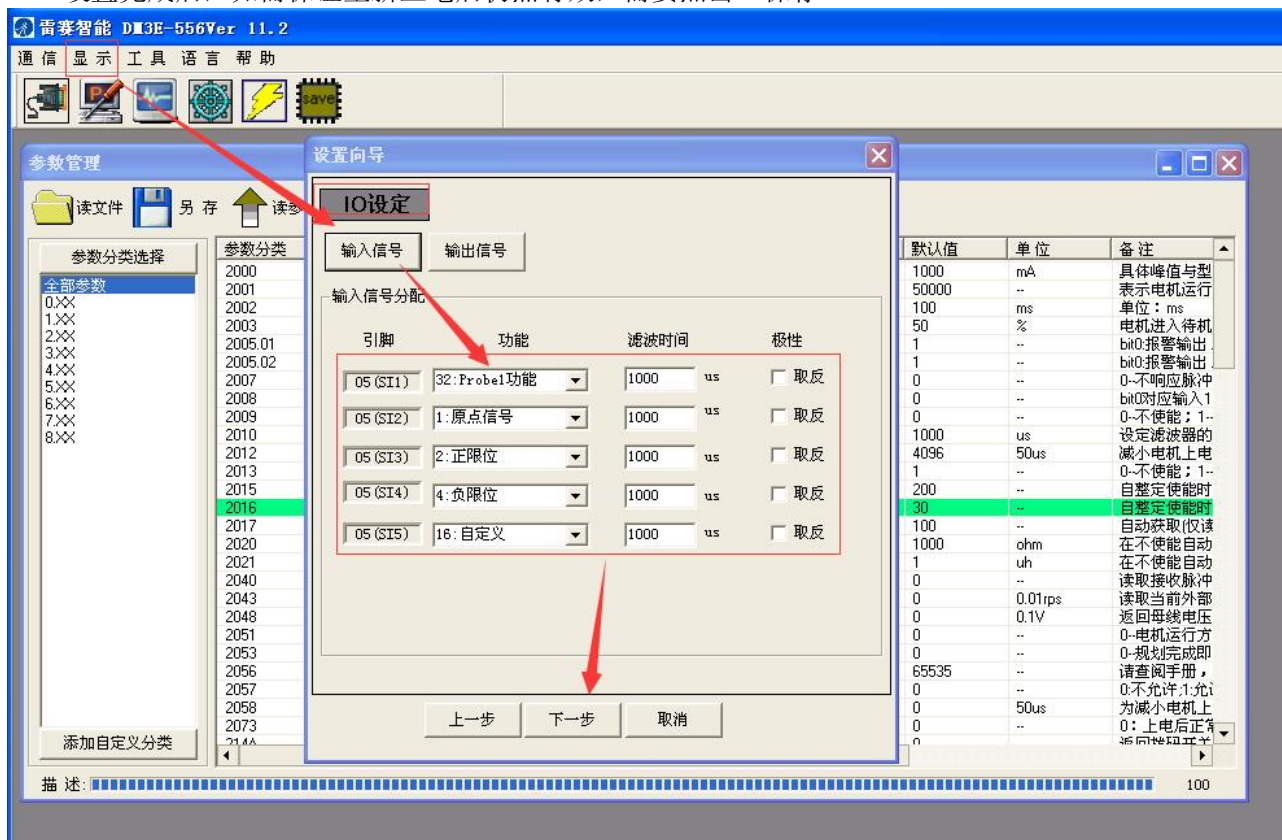 雷赛智能 DM3E-556Ver 11.2
通信 显示 工具 语言 帮助
save
参数管理
读文件 另存 读参
参数分类选择
全部参数
0.XX
1.XX
2.XX
3.XX
4.XX
5.XX
6.XX
7.XX
8.XX
添加自定义分类
设置向导
IO设定
输入信号 输出信号
输入信号分配
引脚 功能 滤波时间 极性
05(SI1) 32:Probe1功能 1000 us 取反
05(SI2) 1:原点信号 1000 us 取反
05(SI3) 2:正限位 1000 us 取反
05(SI4) 4:负限位 1000 us 取反
05(SI5) 16:自定义 1000 us 取反
上一步 下一步 取消
参数分类 默认值 单位 备注
2000 1000 mA 具体峰值与型
2001 50000 -- 表示电机运行
2002 100 ms 单位：ms
2003 50 % 电机进入待机
2005.01 1 -- bit0:报警输出
2005.02 1 -- bit0:报警输出
2007 0 -- 0--不响应脉冲
2008 0 -- bit0对应输入1
2009 0 -- 0--不使能；1--
2010 1000 us 设定滤波器的
2012 4096 50us 减小电机上电
2013 1 -- 0--不使能；1--
2015 200 -- 自整定使能时
2016 30 -- 自整定使能时
2017 100 -- 自动获取(仅读
2020 1000 ohm 在不使能自动
2021 1 uh 在不使能自动
2040 0 -- 读取接收脉冲
2043 0 0.01rps 读取当前外部
2048 0 0.1V 返回母线电压
2051 0 -- 0--电机运行方
2053 0 -- 0--规划完成即
2056 65535 -- 请查阅手册，
2057 0 -- 0:不允许;1:允许
2058 0 50us 为减小电机上
2073 0 -- 0：上电后正常
描 述: 100